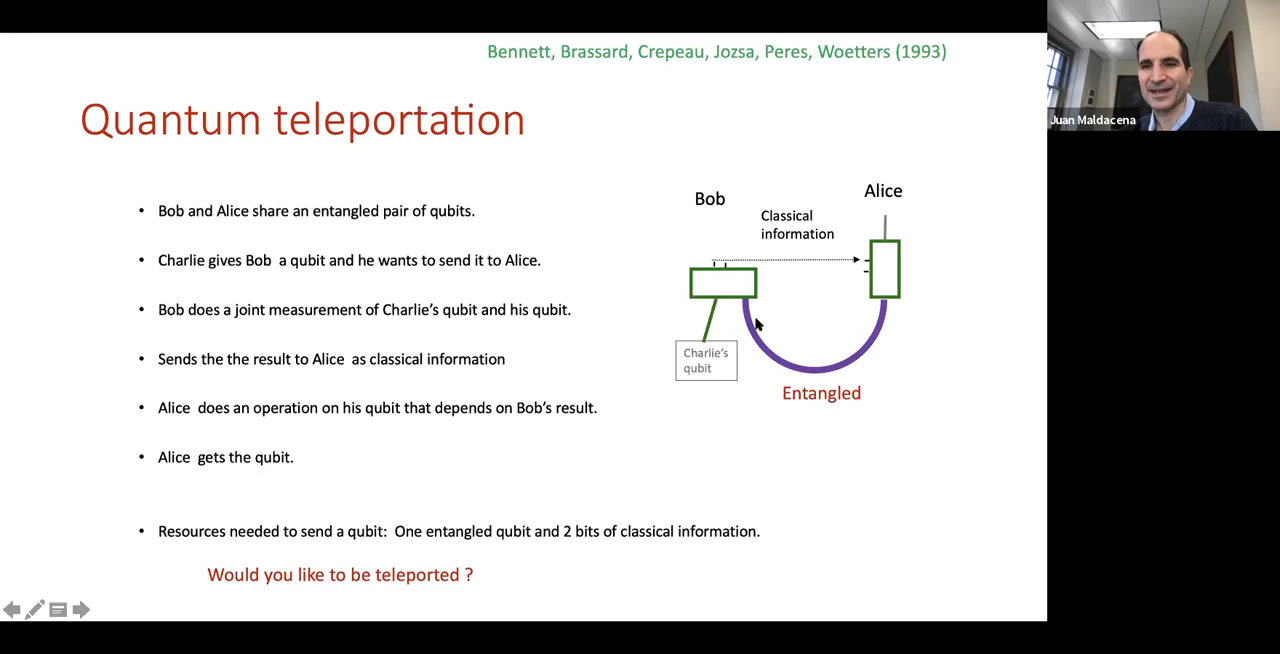 Bennett, Brassard, Crepeau, Jozsa, Peres, Woetters (1993)
Juan Maldacena
Quantum teleportation
• Bob and Alice share an entangled pair of qubits.
• Charlie gives Bob a qubit and he wants to send it to Alice.
• Bob does a joint measurement of Charlie's qubit and his qubit.
• Sends the the result to Alice as classical information
• Alice does an operation on his qubit that depends on Bob's result.
• Alice gets the qubit.
• Resources needed to send a qubit: One entangled qubit and 2 bits of classical information.
Would you like to be teleported ?
Bob
Alice
Classical
information
Charlie's
qubit
Entangled